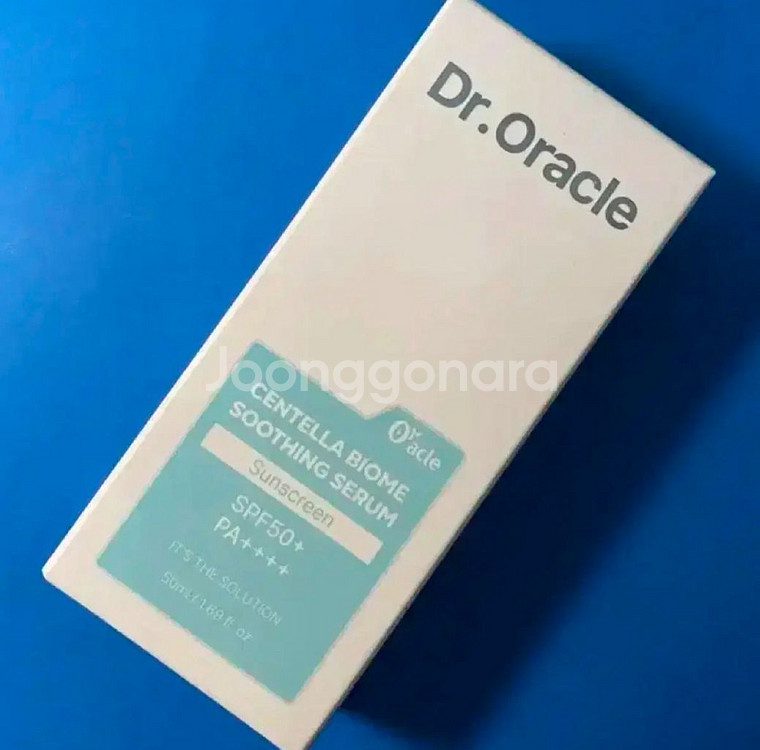 Dr.Oracle
Joonggonara
Dr
Oracle
CENTELLA BIOME
SOOTHING SERUM
Sunscreen
SPF50+
PA++++
IT'S THE SOLUTION
50ml / 1.69 fl. oz